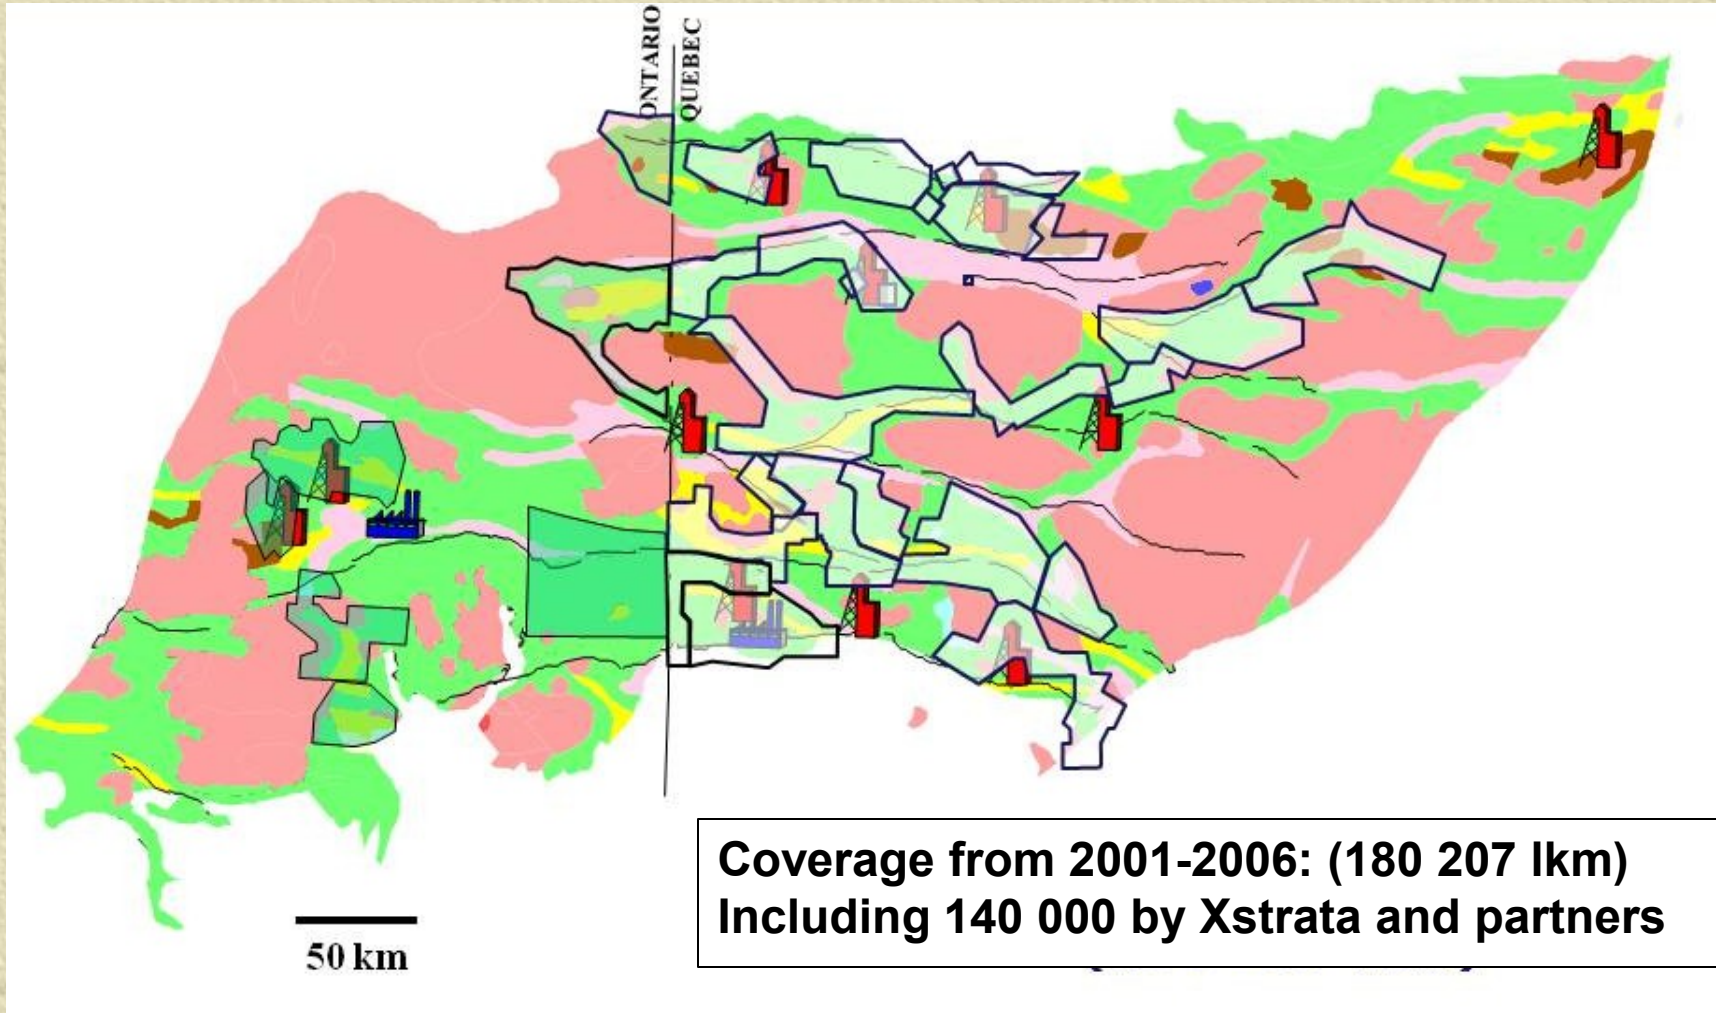 ONTARIO
QUEBEC
Coverage from 2001-2006: (180 207 lkm)
Including 140 000 by Xstrata and partners
50 km